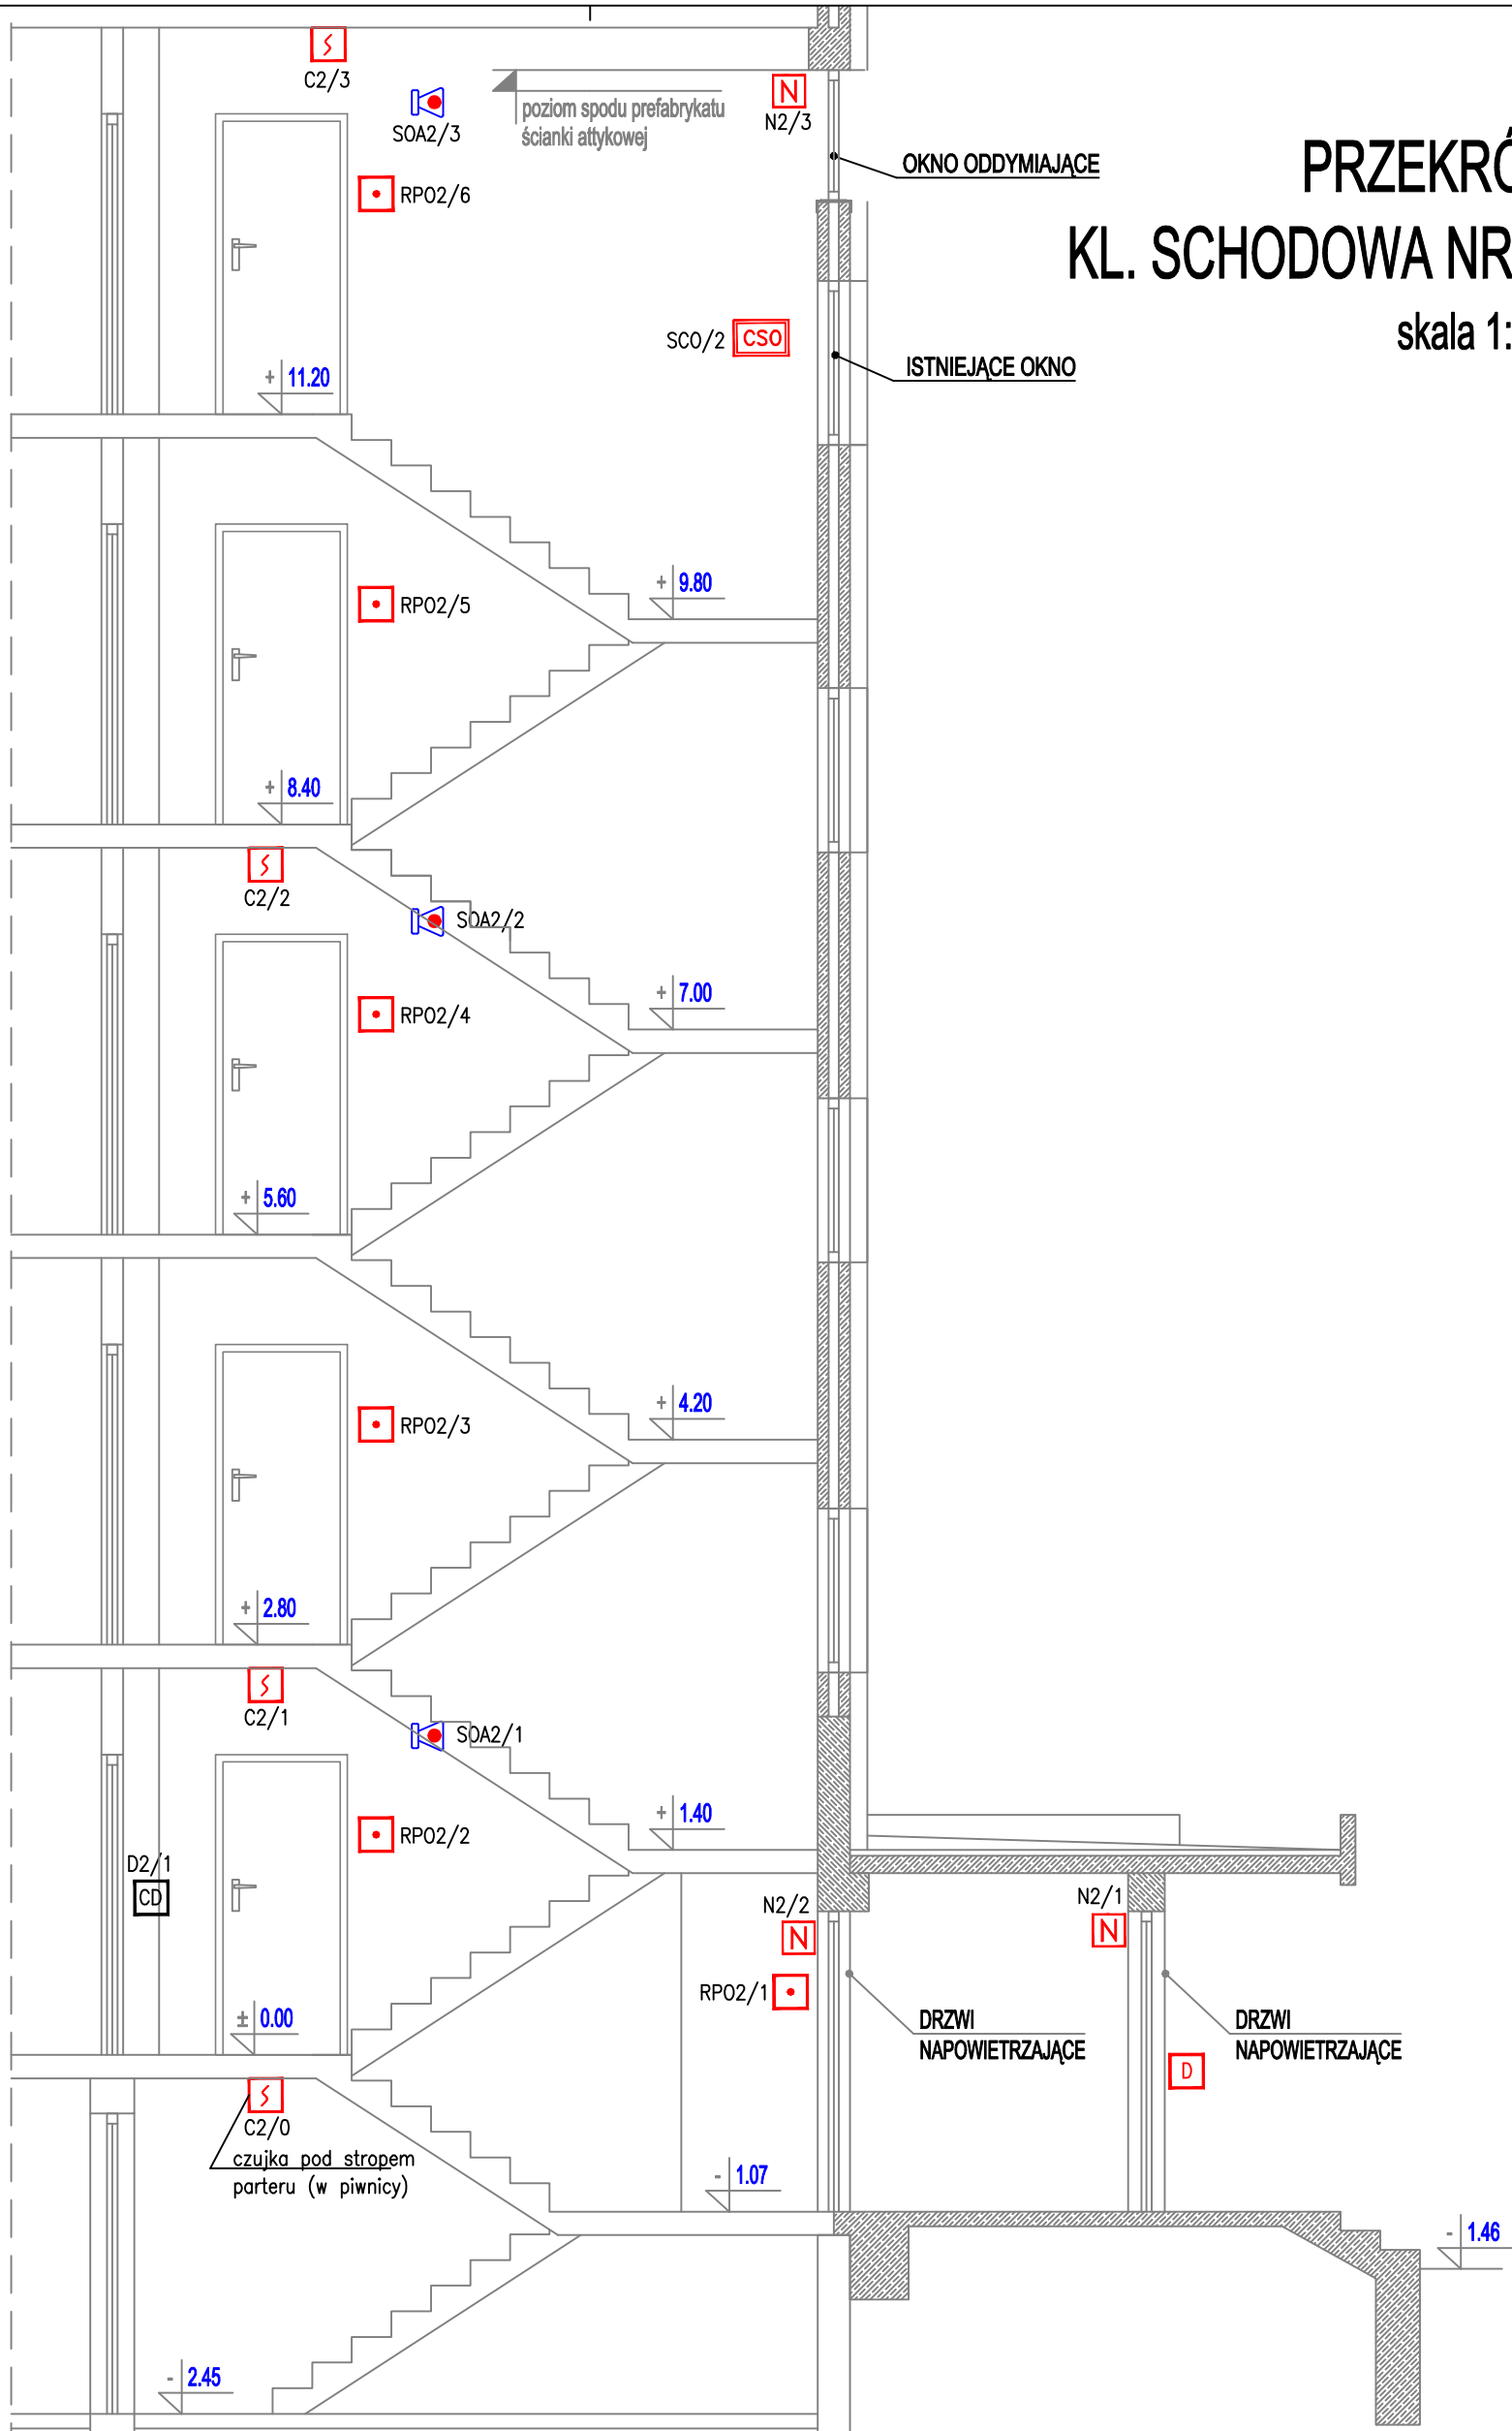 C2/3
SOA2/3
poziom spodu prefabrykatu
ścianki attykowej
N
N2/3
OKNO ODDYMIAJĄCE
PRZEKRÓ
KL. SCHODOWA NR
skala 1:
RPO2/6
SCO/2 CSO
ISTNIEJĄCE OKNO
+ 11.20
+ 9.80
RPO2/5
+ 8.40
C2/2
SOA2/2
+ 7.00
RPO2/4
+ 5.60
+ 4.20
RPO2/3
+ 2.80
C2/1
SOA2/1
+ 1.40
RPO2/2
D2/1
CD
N2/2
N
N2/1
N
RPO2/1
± 0.00
DRZWI
NAPOWIETRZAJĄCE
DRZWI
NAPOWIETRZAJĄCE
D
C2/0
czujka pod stropem
parteru (w piwnicy)
- 1.07
- 1.46
- 2.45